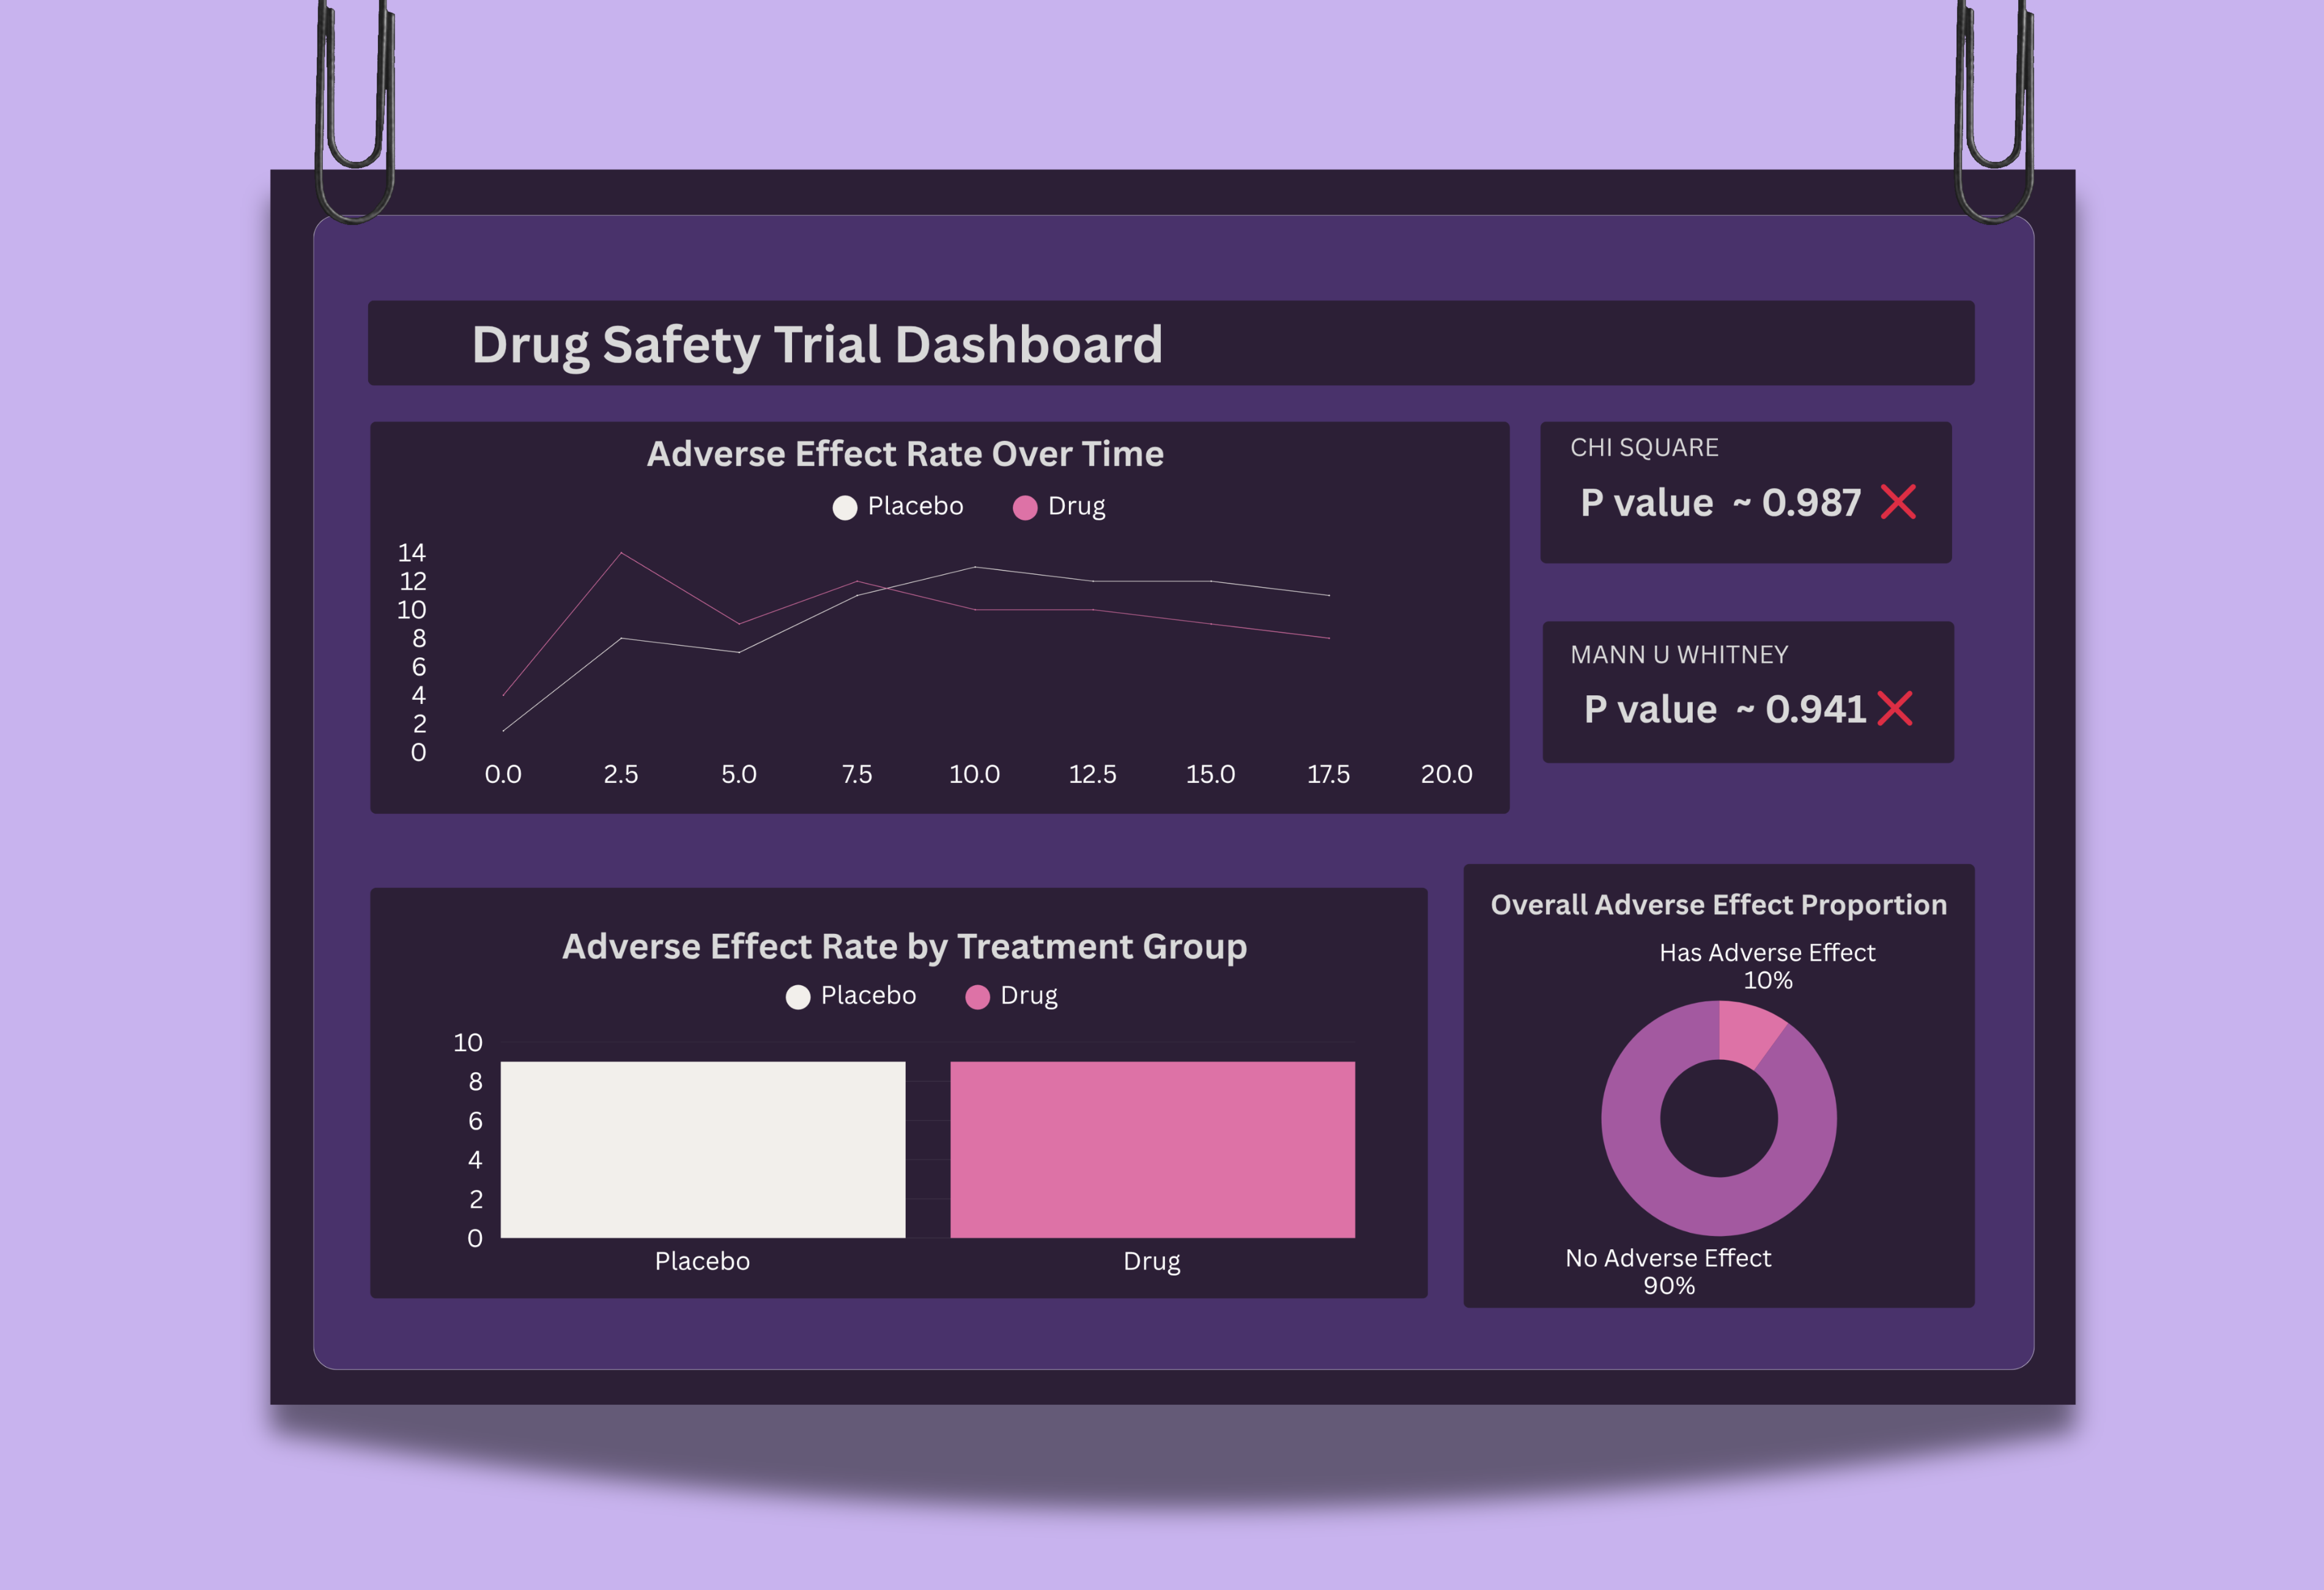 Drug Safety Trial Dashboard
Adverse Effect Rate Over Time
Placebo Drug
14
12
10
8
6
4
2
0
0.0 2.5 5.0 7.5 10.0 12.5 15.0 17.5 20.0
CHI SQUARE
P value ~ 0.987
MANN U WHITNEY
P value ~ 0.941
Adverse Effect Rate by Treatment Group
Placebo Drug
10
8
6
4
2
0
Placebo Drug
Overall Adverse Effect Proportion
Has Adverse Effect
10%
No Adverse Effect
90%